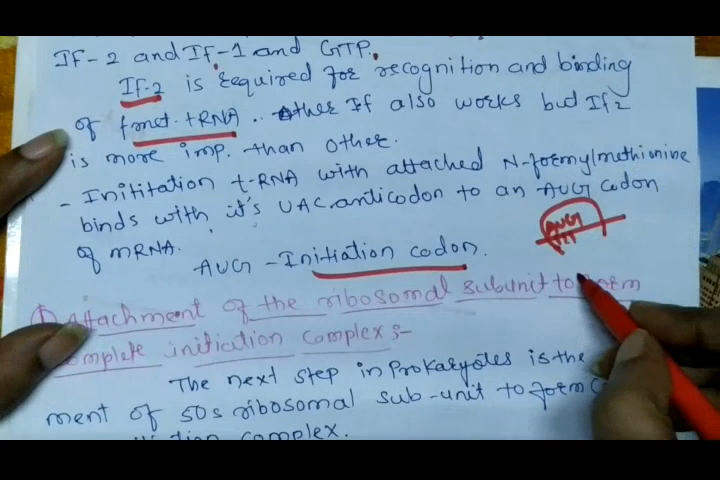 IF-2 and If-1 and GTP.
If-2 is required for recognition and binding
of fmet.tRNA.. other If also works but If2
is more imp. than other.
- Inititation t-RNA with attached N-formylmethionine
binds with it's UAC anticodon to an AUG codon
of mRNA.
AUG
AUG - Initiation codon.
Attachment of the ribosomal subunit to form
complete initiation complex :-
The next step in Prokaryotes is the
ment of 50s ribosomal sub-unit to form
complex.